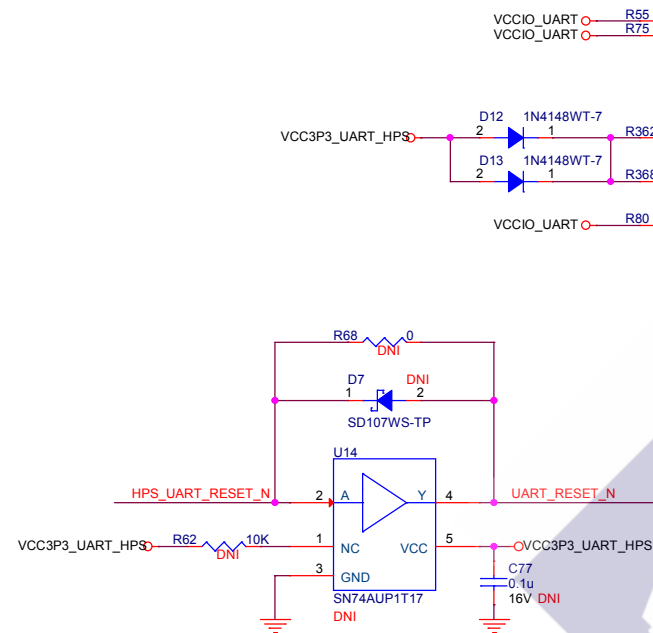 VCCIO_UART R55
VCCIO_UART R75
D12 1N4148WT-7
VCC3P3_UART_HPS 2 1 R362
D13 1N4148WT-7
2 1 R368
VCCIO_UART R80
R68 0
DNI
D7 DNI
1 2
SD107WS-TP
U14
HPS_UART_RESET_N 2 A Y 4 UART_RESET_N
VCC3P3_UART_HPS R62 10K 1 NC VCC 5 VCC3P3_UART_HPS
DNI
3 GND
C77
0.1u
16V DNI
SN74AUP1T17
DNI